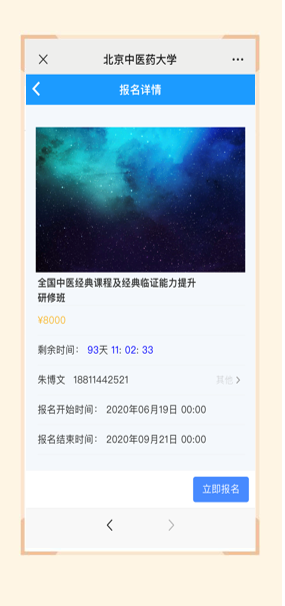 北京中医药大学
报名详情
全国中医经典课程及经典临证能力提升
研修班
¥8000
剩余时间： 93天 11: 02: 33
朱博文 18811442521 其他
报名开始时间： 2020年06月19日 00:00
报名结束时间： 2020年09月21日 00:00
立即报名